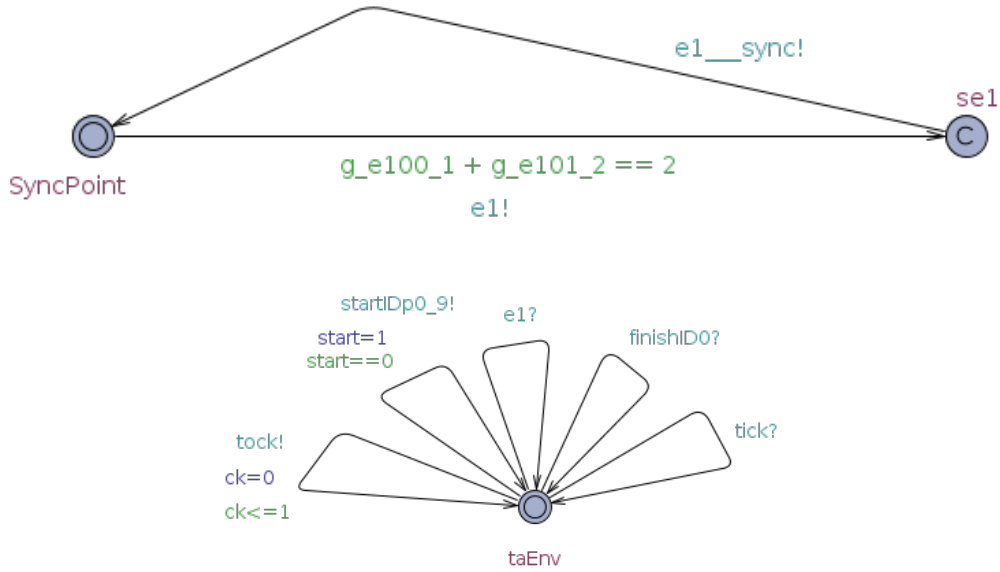 e1___sync!
se1
C
SyncPoint
g_e100_1 + g_e101_2 == 2
e1!
startIDp0_9!
start=1
start==0
e1?
finishID0?
tick?
tock!
ck=0
ck<=1
taEnv